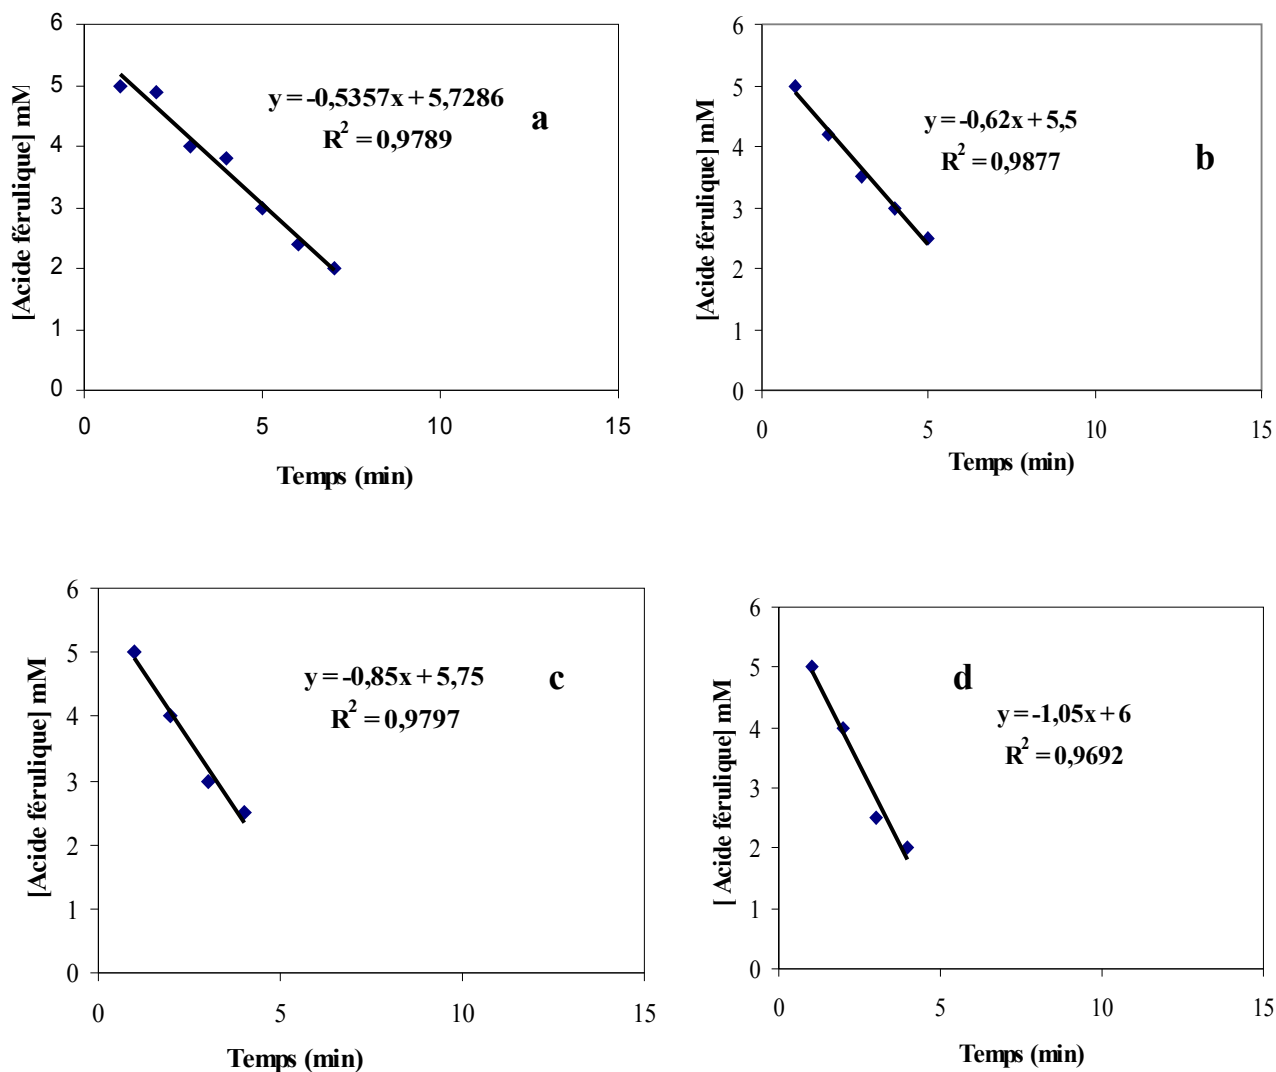 6
5
4
3
2
1
0
[Acide férulique] mM
y = -0,5357x + 5,7286
R² = 0,9789
a
0
5
10
15
Temps (min)
6
5
4
3
2
1
0
[Acide férulique] mM
y = -0,62x + 5,5
R² = 0,9877
b
0
5
10
15
Temps (min)
6
5
4
3
2
1
0
[Acide férulique] mM
y = -0,85x + 5,75
R² = 0,9797
c
0
5
10
15
Temps (min)
6
5
4
3
2
1
0
[ Acide férulique] mM
d
y = -1,05x + 6
R² = 0,9692
0
5
10
15
Temps (min)